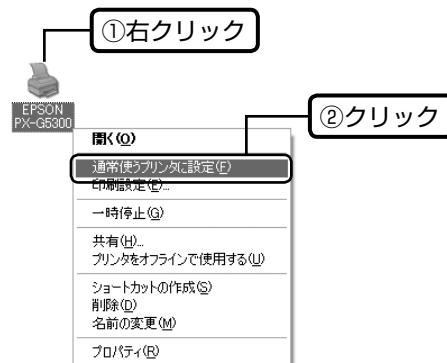 ①右クリック
EPSON
PX-G5300
②クリック
開く(O)
通常使うプリンタに設定(F)
印刷設定(E)...
一時停止(G)
共有(H)...
プリンタをオフラインで使用する(U)
ショートカットの作成(S)
削除(D)
名前の変更(M)
プロパティ(R)